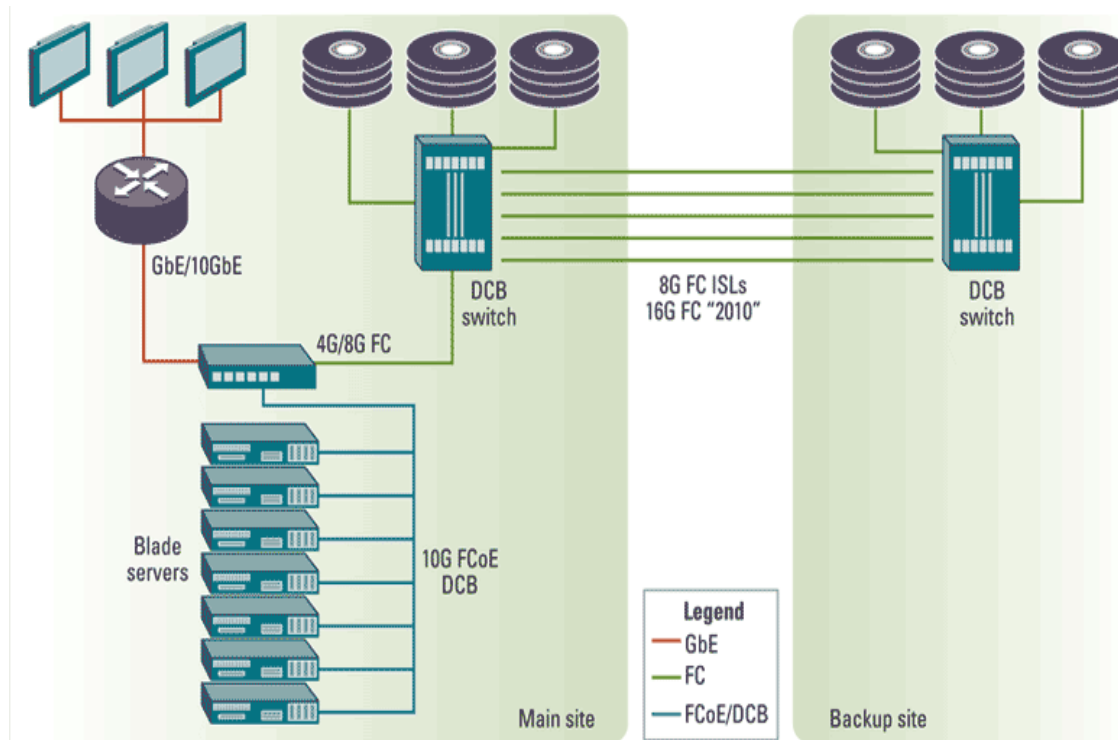 GbE/10GbE
DCB
switch
8G FC ISLs
16G FC “2010”
DCB
switch
4G/8G FC
Blade
servers
10G FCoE
DCB
Legend
GbE
FC
FCoE/DCB
Main site
Backup site